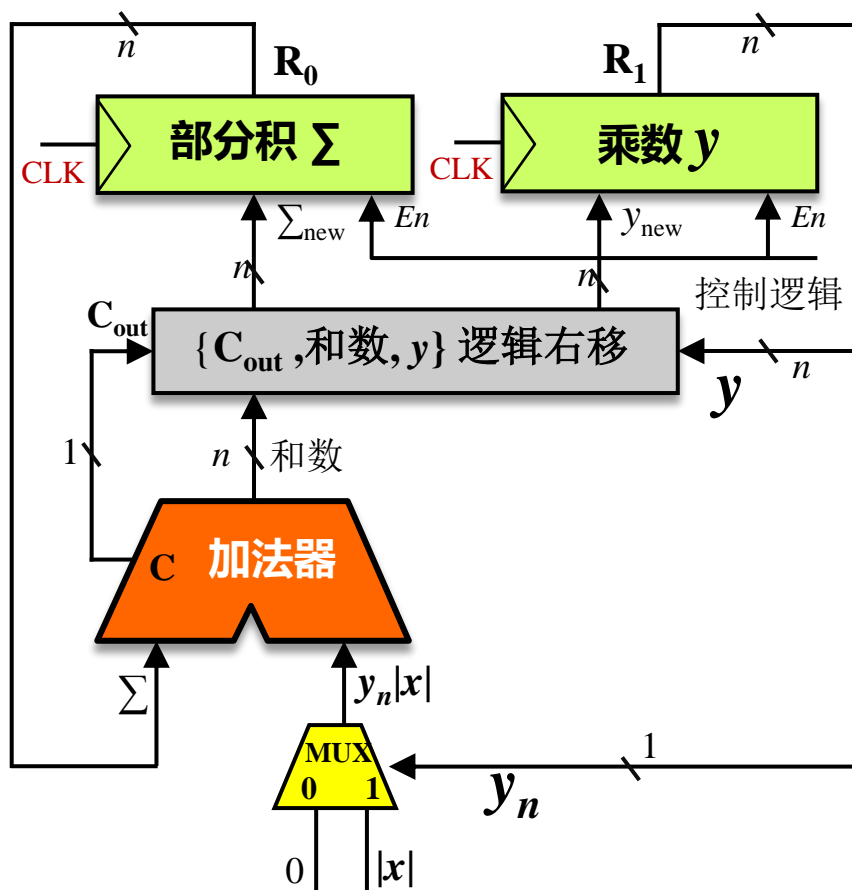 n
n
R₀
R₁
部分积 ∑
乘数 y
CLK
CLK
∑new
En
ynew
En
n
n
控制逻辑
Cout
{Cout ,和数, y} 逻辑右移
y
n
1
n
和数
C
加法器
∑
yn|x|
MUX
0
1
1
yn
0
|x|